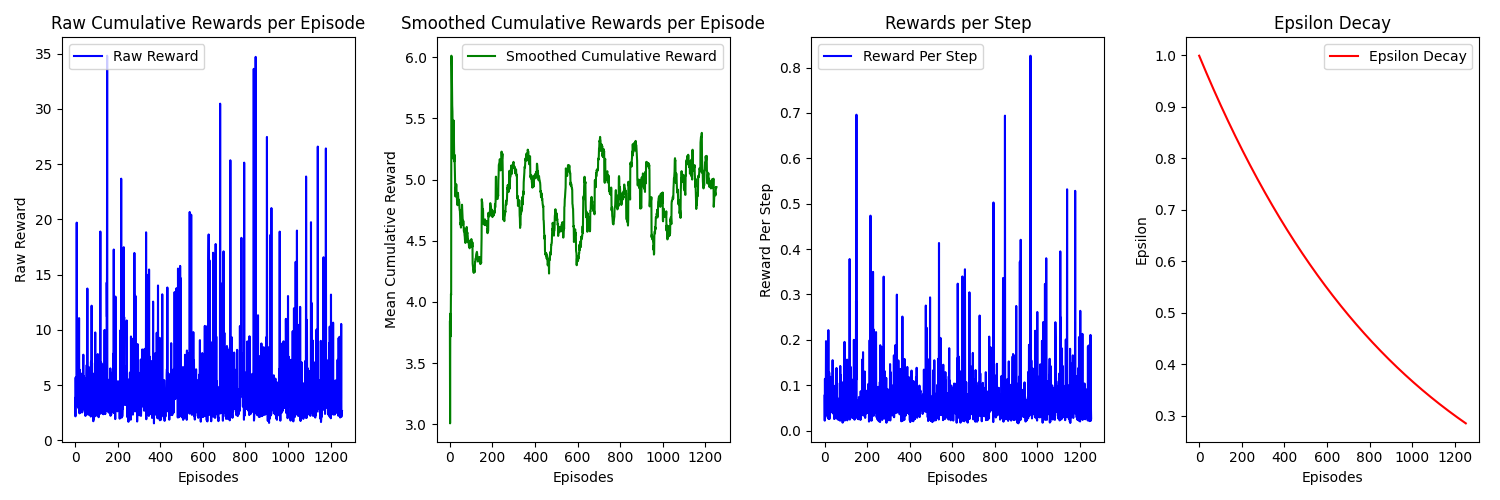 Raw Cumulative Rewards per Episode
Raw Reward
35
30
25
20
15
10
5
0
Raw Reward
0 200 400 600 800 1000 1200
Episodes
Smoothed Cumulative Rewards per Episode
Smoothed Cumulative Reward
6.0
5.5
5.0
4.5
4.0
3.5
3.0
Mean Cumulative Reward
0 200 400 600 800 1000 1200
Episodes
Rewards per Step
Reward Per Step
0.8
0.7
0.6
0.5
0.4
0.3
0.2
0.1
0.0
Reward Per Step
0 200 400 600 800 1000 1200
Episodes
Epsilon Decay
Epsilon Decay
1.0
0.9
0.8
0.7
0.6
0.5
0.4
0.3
Epsilon
0 200 400 600 800 1000 1200
Episodes